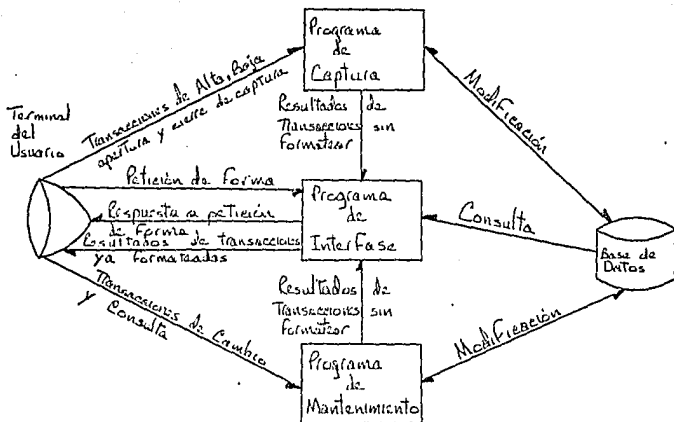 Programa
de
Captura
Transacciones de Alta, Baja
apertura y cierre de captura
Modificación
Terminal
del
Usuario
Resultados de
Transacciones sin
Formatear
Petición de Forma
Respuesta a petición
de Forma
Resultados de transacciones
ya formateados
Programa
de
Interfase
Consulta
Base de
Datos
Transacciones de Cambio
y Consulta
Resultados de
Transacciones sin
Formatear
Modificación
Programa
de
Mantenimiento